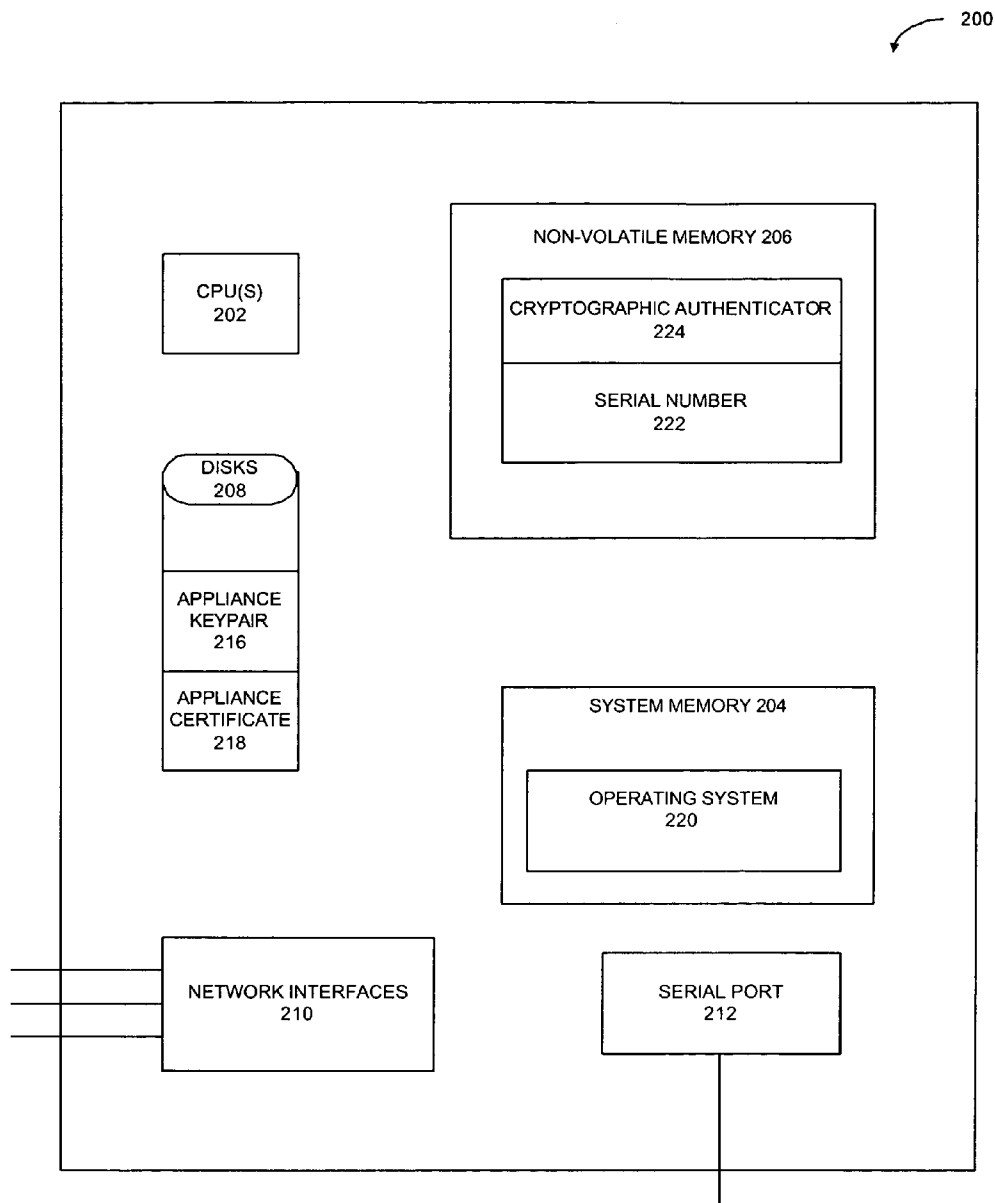 200
NON-VOLATILE MEMORY 206
CPU(S)
202
CRYPTOGRAPHIC AUTHENTICATOR
224
SERIAL NUMBER
222
DISKS
208
APPLIANCE
KEYPAIR
216
APPLIANCE
CERTIFICATE
218
SYSTEM MEMORY 204
OPERATING SYSTEM
220
NETWORK INTERFACES
210
SERIAL PORT
212